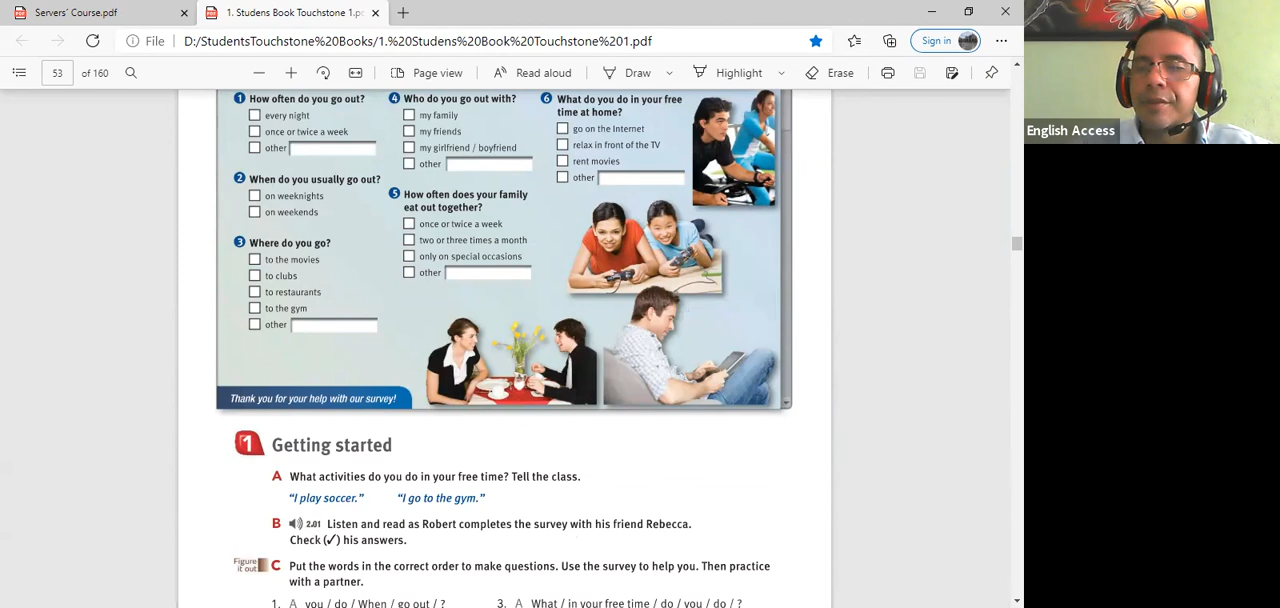 Servers' Course.pdf
1. Studens Book Touchstone 1.p
File
D:/StudentsTouchstone%20Books/1.%20Studens%20Book%20Touchstone%201.pdf
Sign in
53 of 160
Page view
Read aloud
Draw
Highlight
Erase
English Access
1 How often do you go out?
every night
once or twice a week
other
2 When do you usually go out?
on weeknights
on weekends
3 Where do you go?
to the movies
to clubs
to restaurants
to the gym
other
4 Who do you go out with?
my family
my friends
my girlfriend / boyfriend
other
5 How often does your family
eat out together?
once or twice a week
two or three times a month
only on special occasions
other
6 What do you do in your free
time at home?
go on the Internet
relax in front of the TV
rent movies
other
Thank you for your help with our survey!
1 Getting started
A What activities do you do in your free time? Tell the class.
"I play soccer." "I go to the gym."
B 2.01 Listen and read as Robert completes the survey with his friend Rebecca.
Check (✓) his answers.
Figure
it out
C Put the words in the correct order to make questions. Use the survey to help you. Then practice
with a partner.
1. A you / do / When / go out / ?
3. A What / in your free time / do / you / do / ?